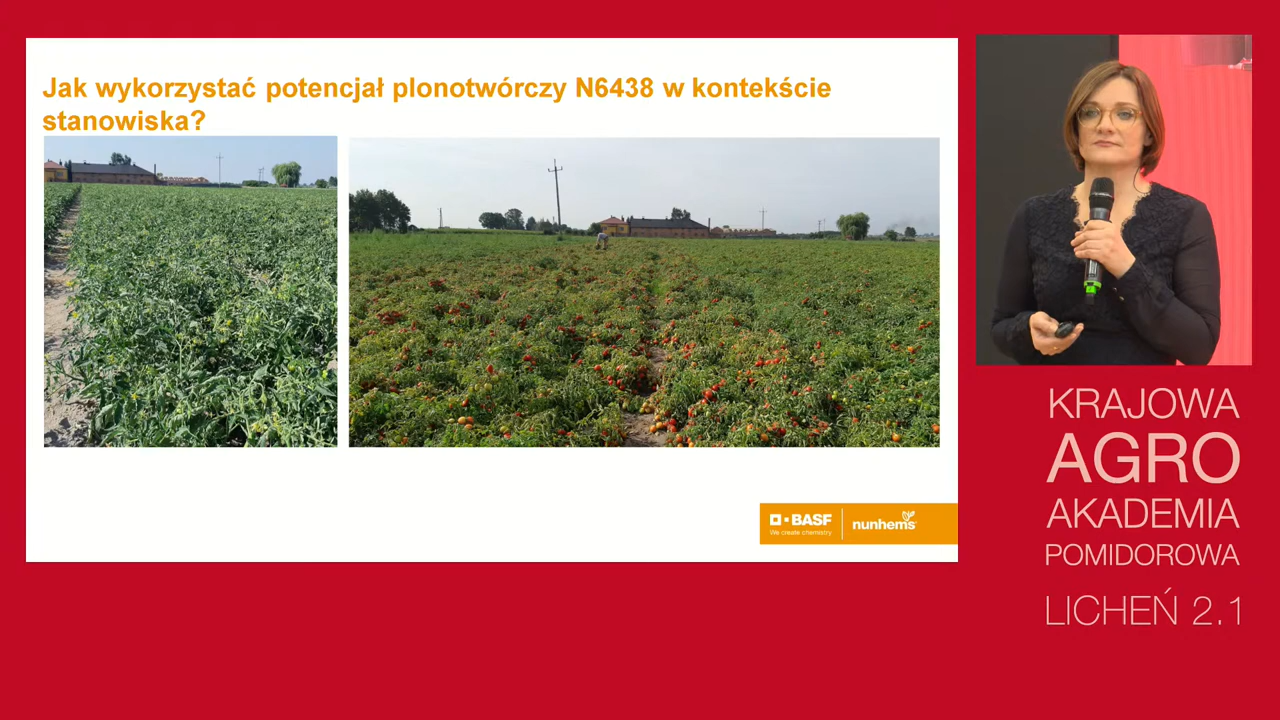 Jak wykorzystać potencjał plonotwórczy N6438 w kontekście
stanowiska?
BASF
We create chemistry
nunhems
KRAJOWA
AGRO
AKADEMIA
POMIDOROWA
LICHEŃ 2.1